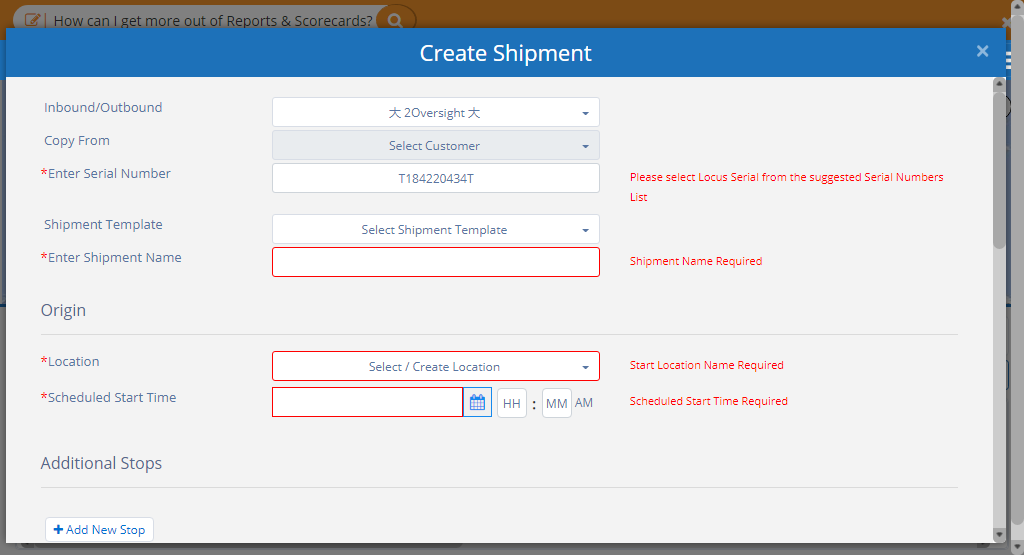 How can I get more out of Reports & Scorecards?
×
Create Shipment
×
Inbound/Outbound
大 2Oversight 大
Copy From
Select Customer
*Enter Serial Number
T184220434T
Please select Locus Serial from the suggested Serial Numbers
List
Shipment Template
Select Shipment Template
*Enter Shipment Name
Shipment Name Required
Origin
*Location
Select / Create Location
Start Location Name Required
*Scheduled Start Time
HH : MM AM
Scheduled Start Time Required
Additional Stops
+ Add New Stop